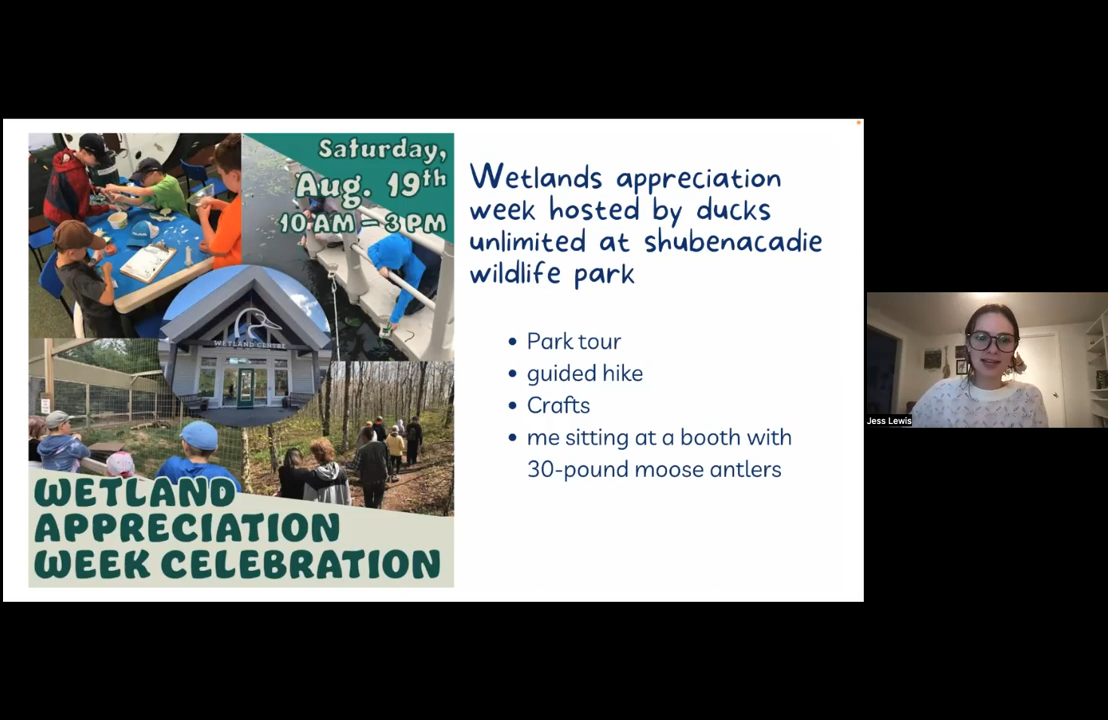 Saturday,
Aug. 19th
10 AM – 3 PM
WETLAND CENTRE
WETLAND
APPRECIATION
WEEK CELEBRATION
Wetlands appreciation
week hosted by ducks
unlimited at shubenacadie
wildlife park
• Park tour
• guided hike
• Crafts
• me sitting at a booth with
30-pound moose antlers
Jess Lewis